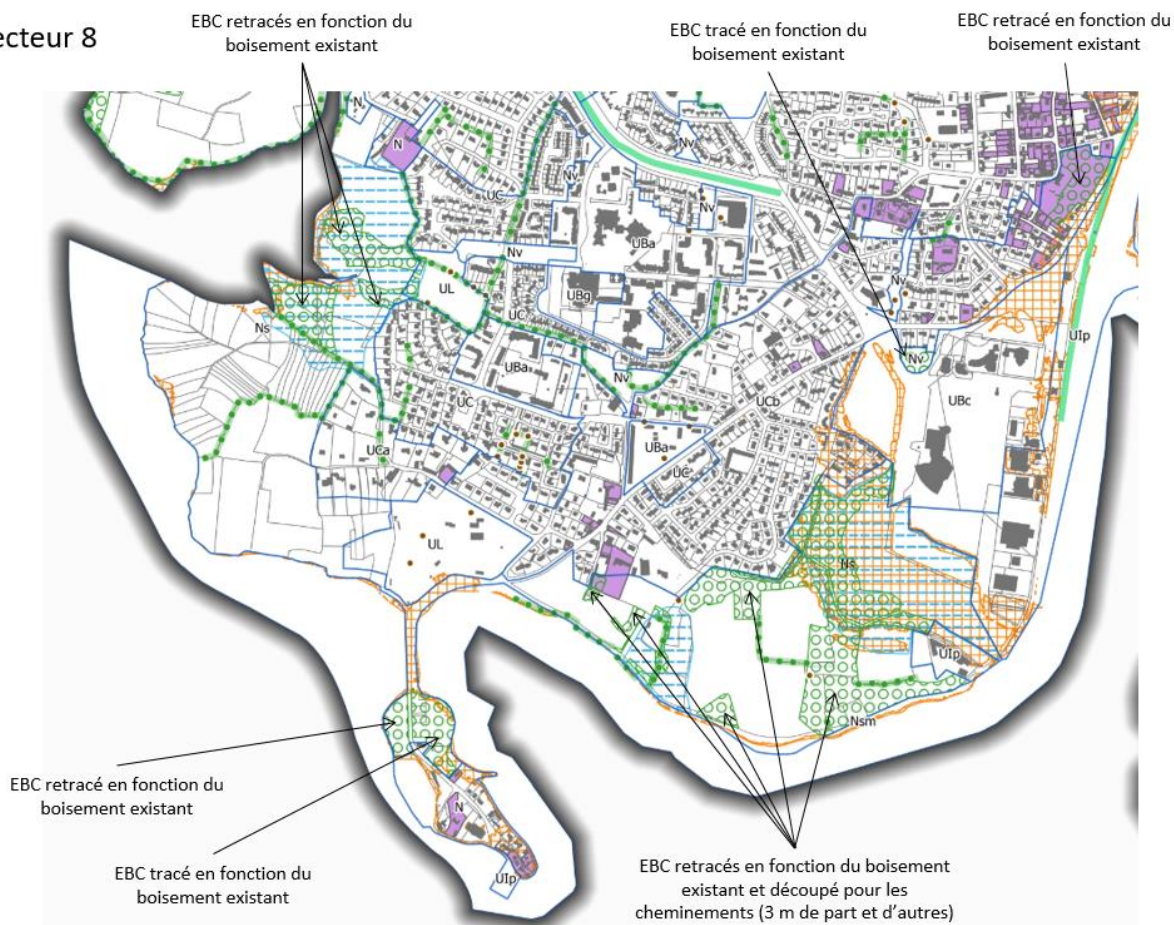 ecteur 8
EBC retracés en fonction du
boisement existant
EBC tracé en fonction du
boisement existant
EBC retracé en fonction du
boisement existant
N
N
UC
Nv
Nv
Nv
UBa
Nv
UL
UBg
UC
Nv
Ns
UIp
Nv
UBa
Nv
UBc
UC
UCb
UCa
UBa
UC
UL
Ns
UIp
Nsm
EBC retracé en fonction du
boisement existant
N
UIp
EBC tracé en fonction du
boisement existant
EBC retracés en fonction du boisement
existant et découpé pour les
cheminements (3 m de part et d'autres)